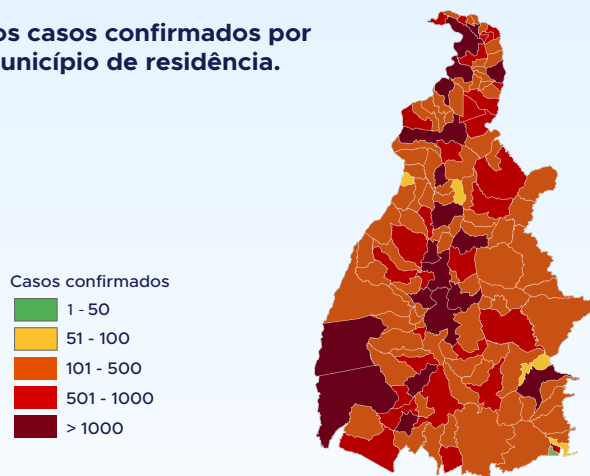 os casos confirmados por
unicípio de residência.
Casos confirmados
1 - 50
51 - 100
101 - 500
501 - 1000
> 1000